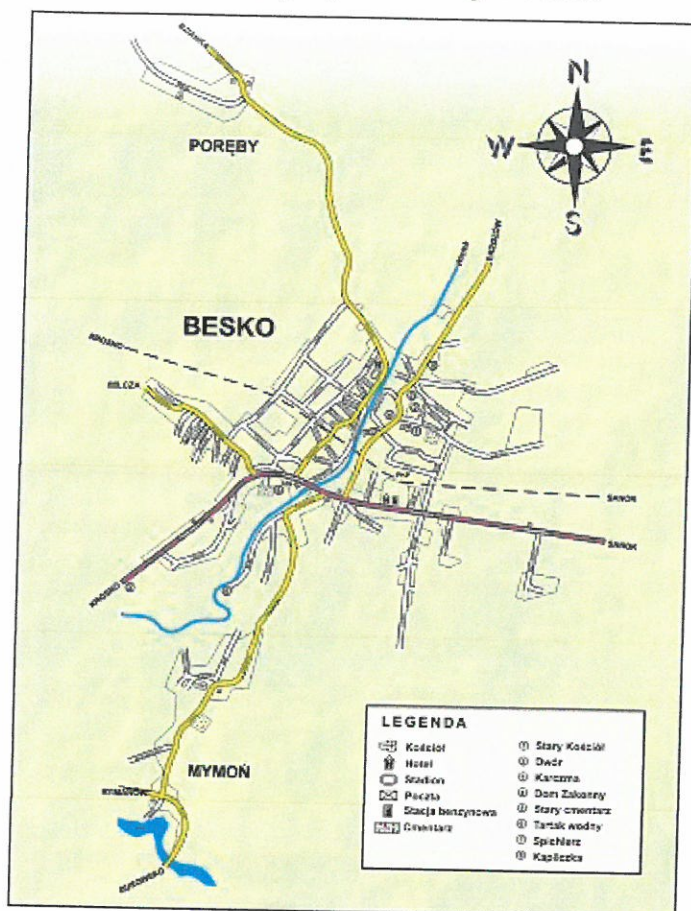 N
W
E
S
PORĘBY
BESKO
KROSNO
SANOK
SANOK
KROSNO
MYMOŃ
LEGENDA
Kościół
Hotel
Stadion
Poczta
Stacja benzynowa
Cmentarz
Stary Kościół
Dwór
Karczma
Dom Zakonny
Stary cmentarz
Tartak wodny
Spichlerz
Kapliczka